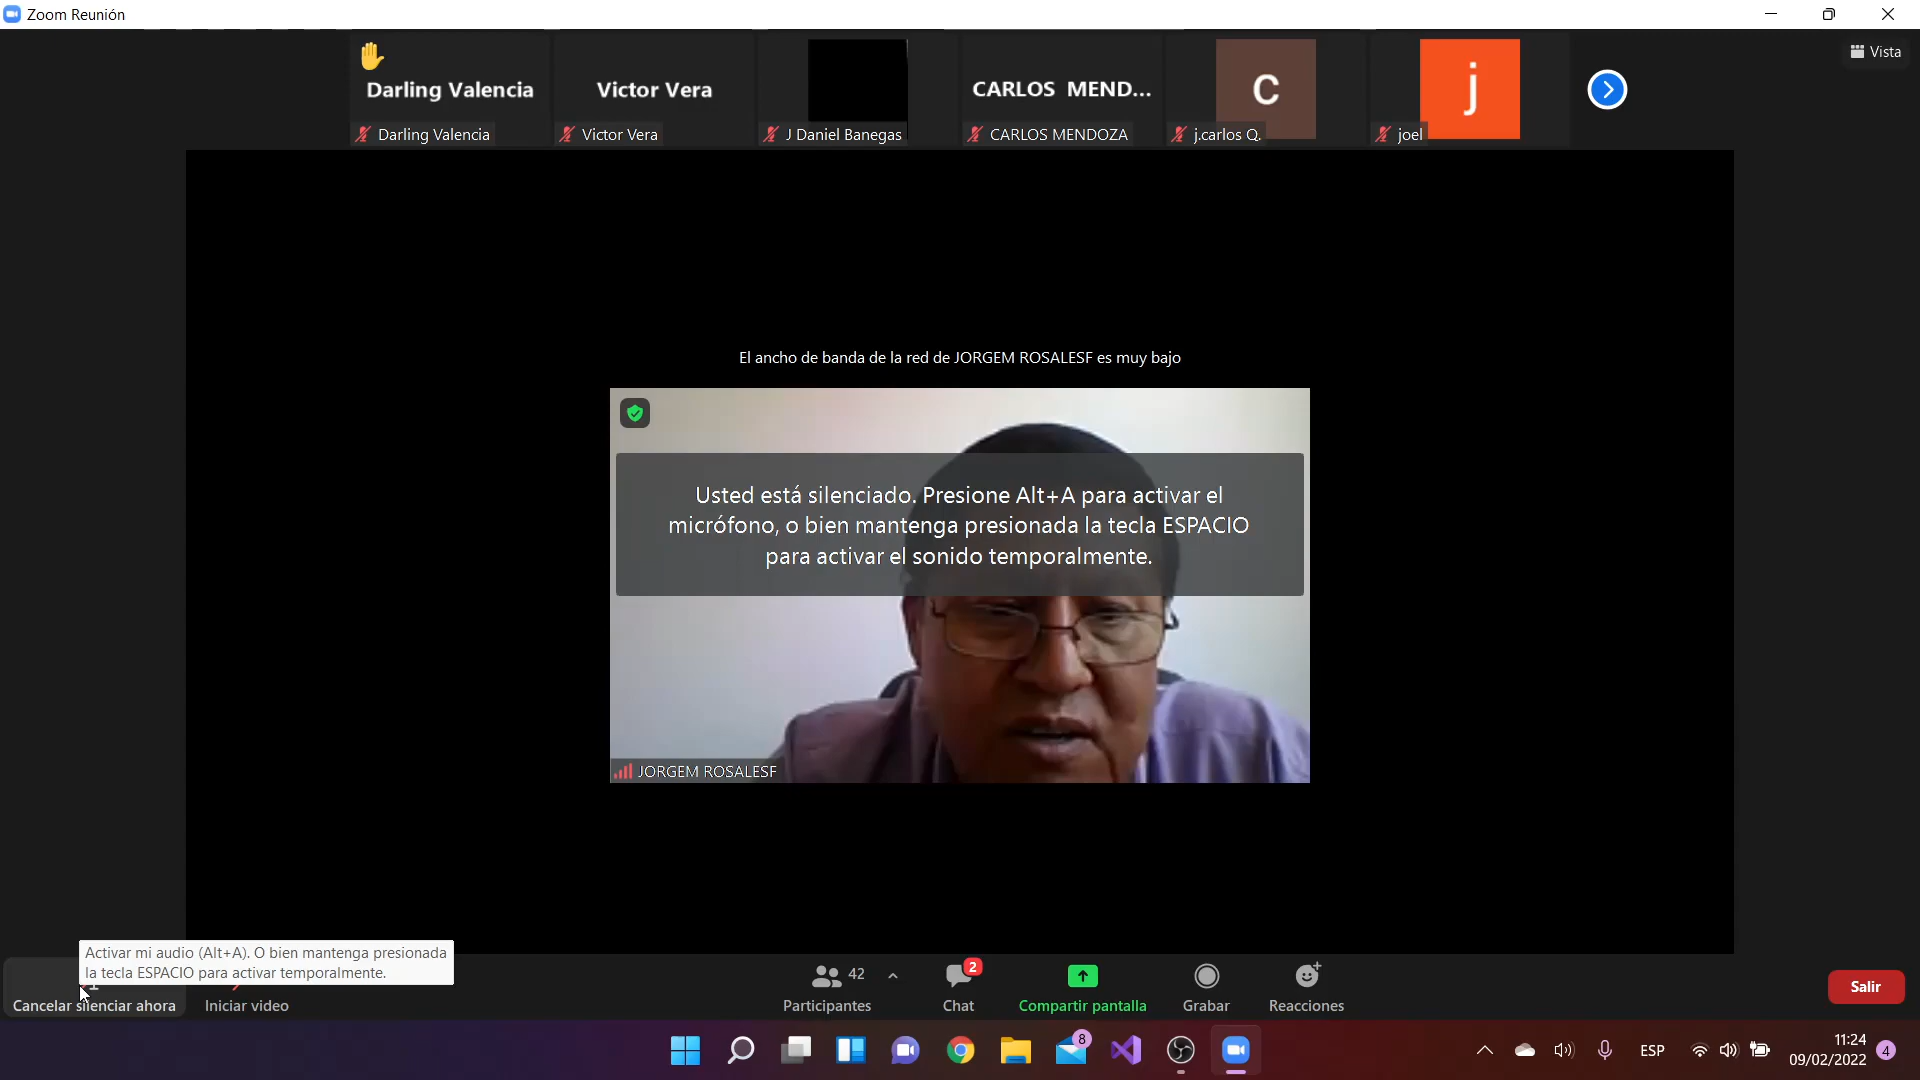 Zoom Reunión
Vista
Darling Valencia
Victor Vera
CARLOS MEND...
c
j
Darling Valencia
Victor Vera
J Daniel Banegas
CARLOS MENDOZA
j.carlos Q.
joel
El ancho de banda de la red de JORGEM ROSALESF es muy bajo
Usted está silenciado. Presione Alt+A para activar el
micrófono, o bien mantenga presionada la tecla ESPACIO
para activar el sonido temporalmente.
JORGEM ROSALESF
Activar mi audio (Alt+A). O bien mantenga presionada
la tecla ESPACIO para activar temporalmente.
Cancelar silenciar ahora
Iniciar video
42
Participantes
2
Chat
Compartir pantalla
Grabar
Reacciones
Salir
8
ESP
11:24
09/02/2022
4